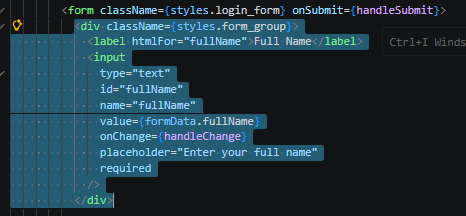 <form className={styles.login_form} onSubmit={handleSubmit}>
<div className={styles.form_group}>
<label htmlFor="fullName">Full Name</label>
<input
type="text"
id="fullName"
name="fullName"
value={formData.fullName}
onChange={handleChange}
placeholder="Enter your full name"
required
/>
</div>
Ctrl+I Winds